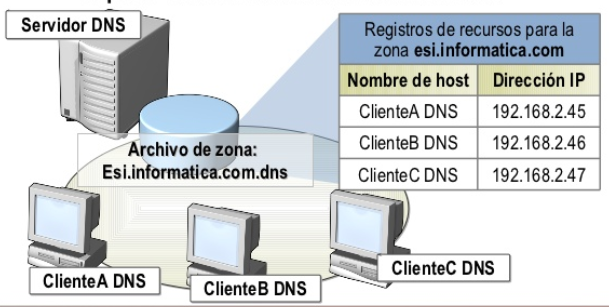 Servidor DNS
Registros de recursos para la
zona esi.informatica.com
Nombre de host Dirección IP
ClienteA DNS 192.168.2.45
ClienteB DNS 192.168.2.46
ClienteC DNS 192.168.2.47
Archivo de zona:
Esi.informatica.com.dns
ClienteA DNS
ClienteB DNS
ClienteC DNS